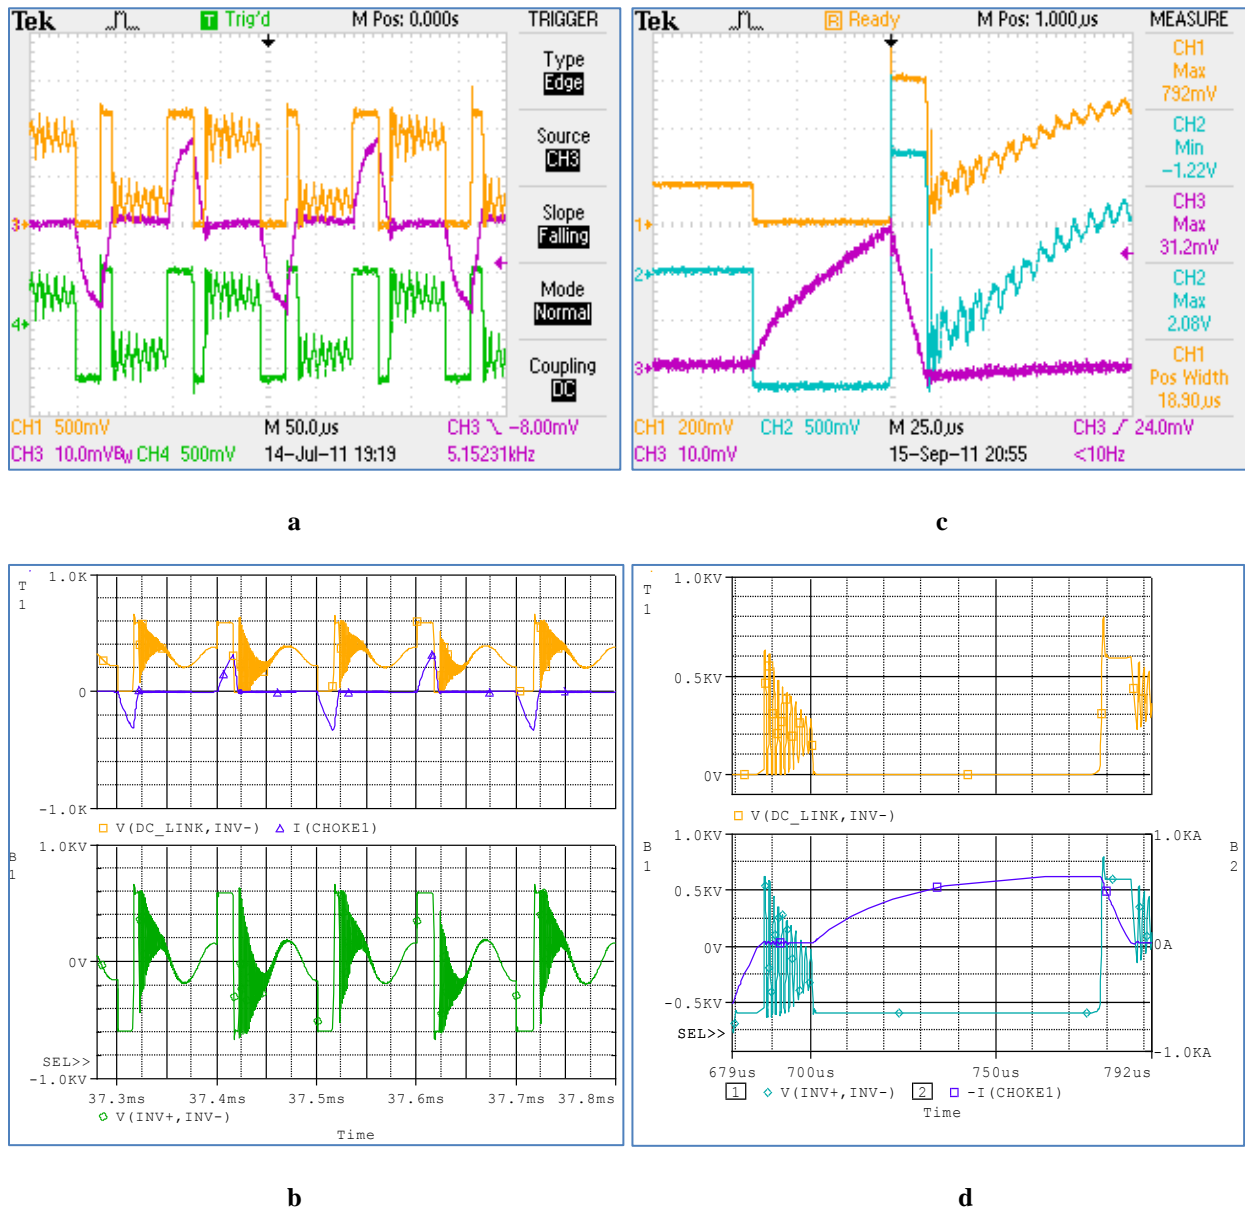 Tek Trig'd M Pos: 0.000s TRIGGER
Type
Edge
Source
CH3
Slope
Falling
Mode
Normal
Coupling
DC
3
4
CH1 500mV M 50.0µs CH3 -8.00mV
CH3 10.0mVBW CH4 500mV 14-Jul-11 19:19 5.15231kHz
a
Tek Ready M Pos: 1.000µs MEASURE
CH1
Max
792mV
CH2
Min
-1.22V
CH3
Max
31.2mV
CH2
Max
2.08V
CH1
Pos Width
18.90µs
1
2
3
CH1 200mV CH2 500mV M 25.0µs CH3 24.0mV
CH3 10.0mV 15-Sep-11 20:55 <10Hz
c
T
1
1.0K
0
-1.0K
V(DC_LINK,INV-) I(CHOKE1)
B
1
1.0KV
0V
SEL>>
-1.0KV
37.3ms 37.4ms 37.5ms 37.6ms 37.7ms 37.8ms
V(INV+,INV-)
Time
b
T
1
1.0KV
0.5KV
0V
V(DC_LINK,INV-)
B
1
1.0KV
0.5KV
0V
-0.5KV
SEL>>
1.0KA
0A
-1.0KA
B
2
679us 700us 750us 792us
1 V(INV+,INV-) 2 -I(CHOKE1)
Time
d